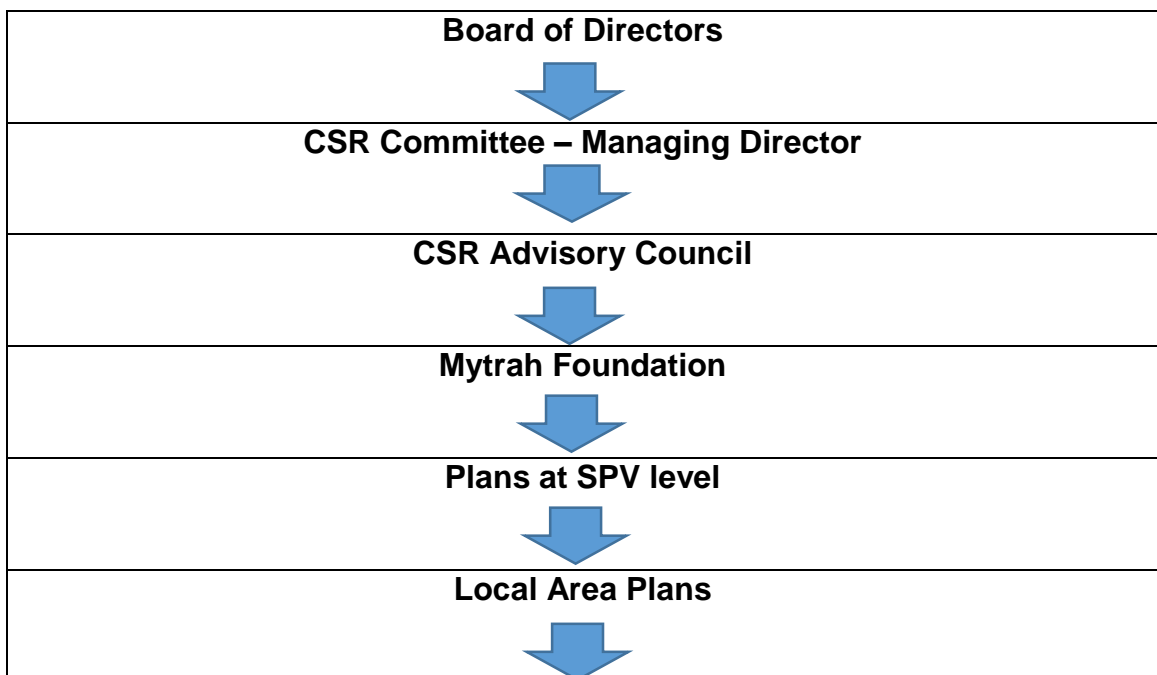 Board of Directors
CSR Committee – Managing Director
CSR Advisory Council
Mytrah Foundation
Plans at SPV level
Local Area Plans